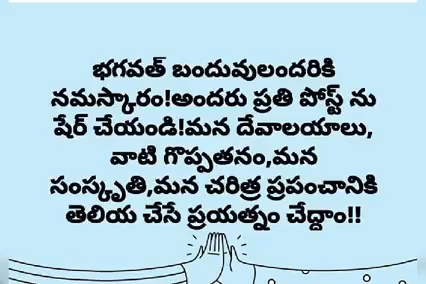 భగవత్ బందువులందరికి
నమస్కారం!అందరు ప్రతి పోస్ట్ ను
షేర్ చేయండి!మన దేవాలయాలు,
వాటి గొప్పతనం,మన
సంస్కృతి,మన చరిత్ర ప్రపంచానికి
తెలియ చేసే ప్రయత్నం చేద్దాం!!